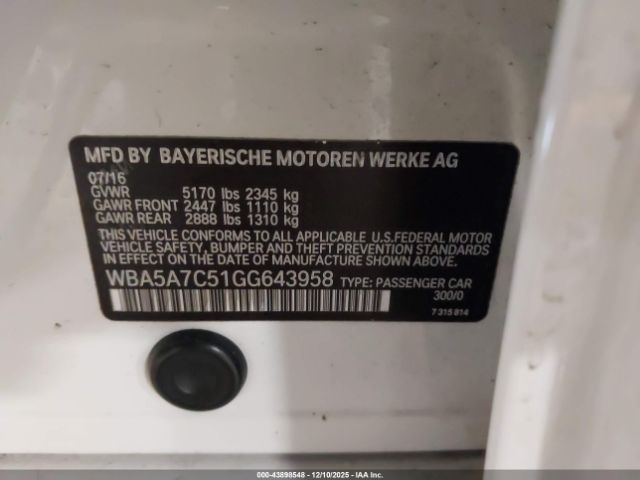 MFD BY BAYERISCHE MOTOREN WERKE AG
07/16
GVWR 5170 lbs 2345 kg
GAWR FRONT 2447 lbs 1110 kg
GAWR REAR 2888 lbs 1310 kg
THIS VEHICLE CONFORMS TO ALL APPLICABLE U.S.FEDERAL MOTOR
VEHICLE SAFETY, BUMPER AND THEFT PREVENTION STANDARDS
IN EFFECT ON THE DATE OF MANUFACTURE SHOWN ABOVE.
WBA5A7C51GG643958 TYPE: PASSENGER CAR
300/0
7 315 814
000-43898548 - 12/10/2025 - IAA Inc.